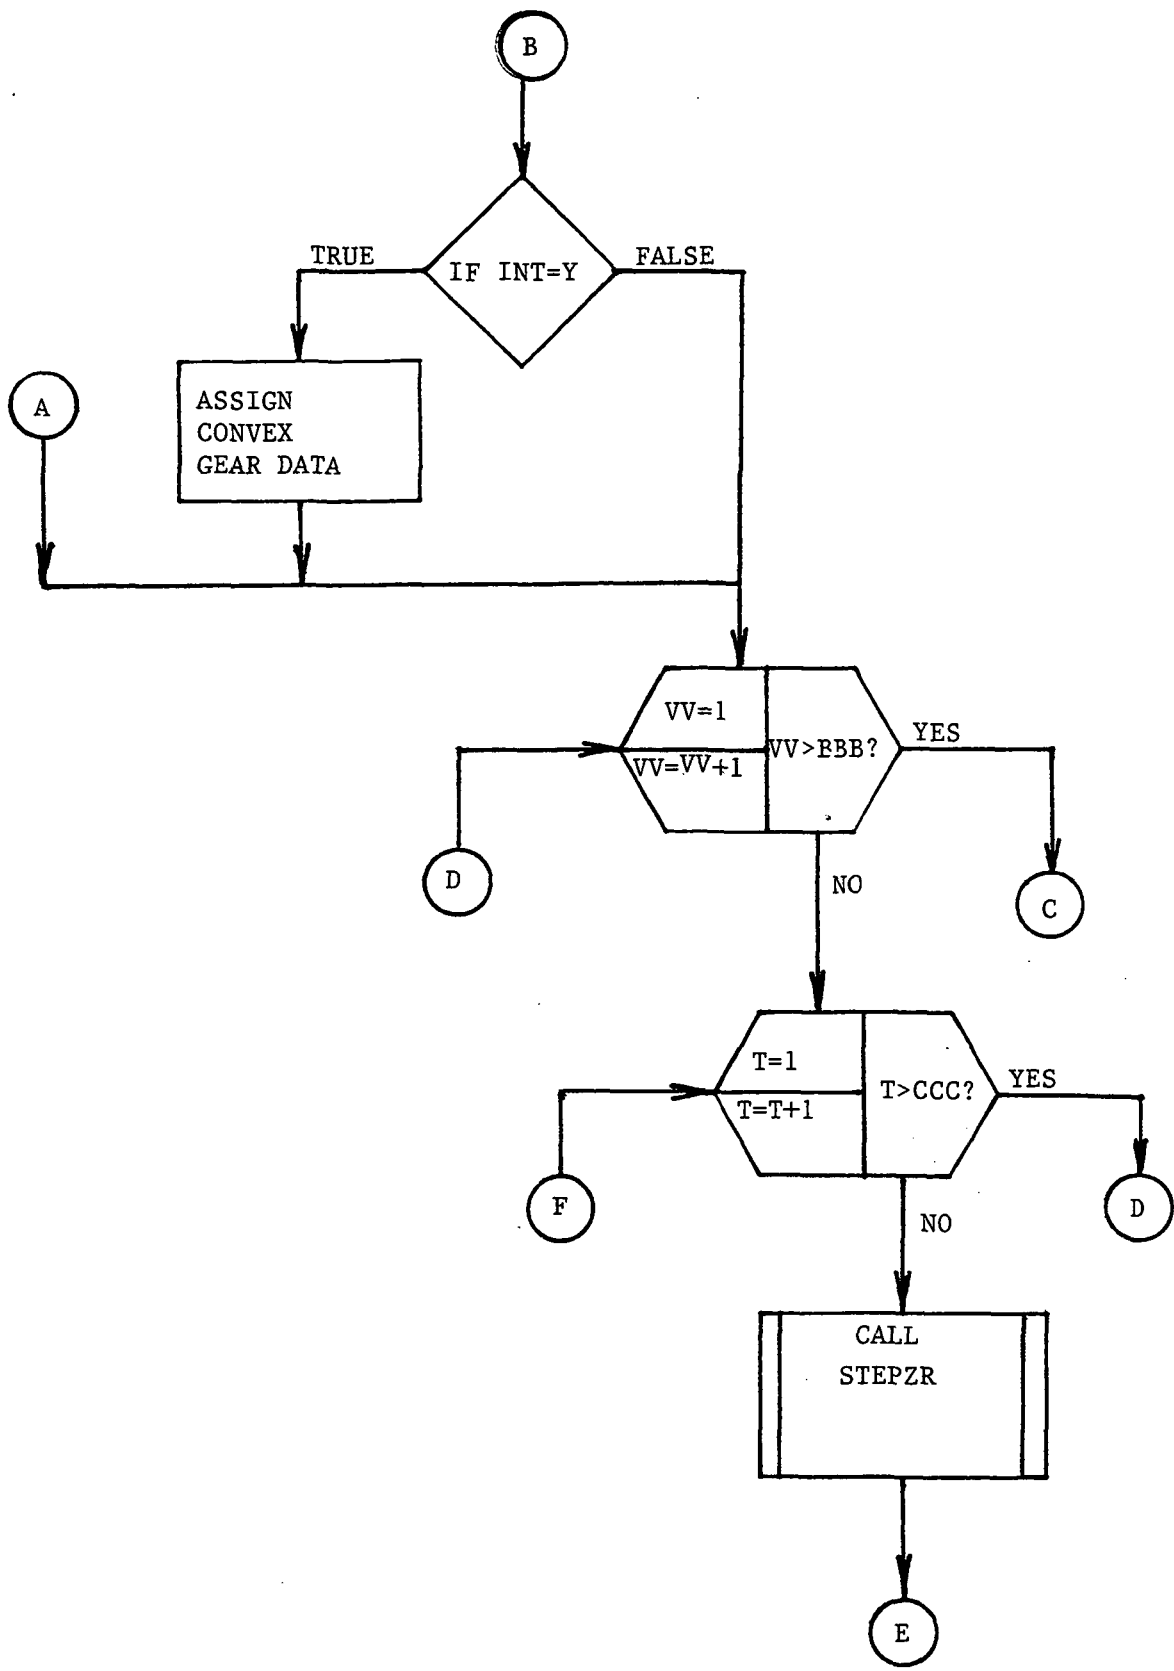 B
TRUE
IF INT=Y
FALSE
ASSIGN
CONVEX
GEAR DATA
A
VV=1
VV=VV+1
VV>BBB?
YES
D
NO
C
T=1
T=T+1
T>CCC?
YES
F
NO
D
CALL
STEPZR
E